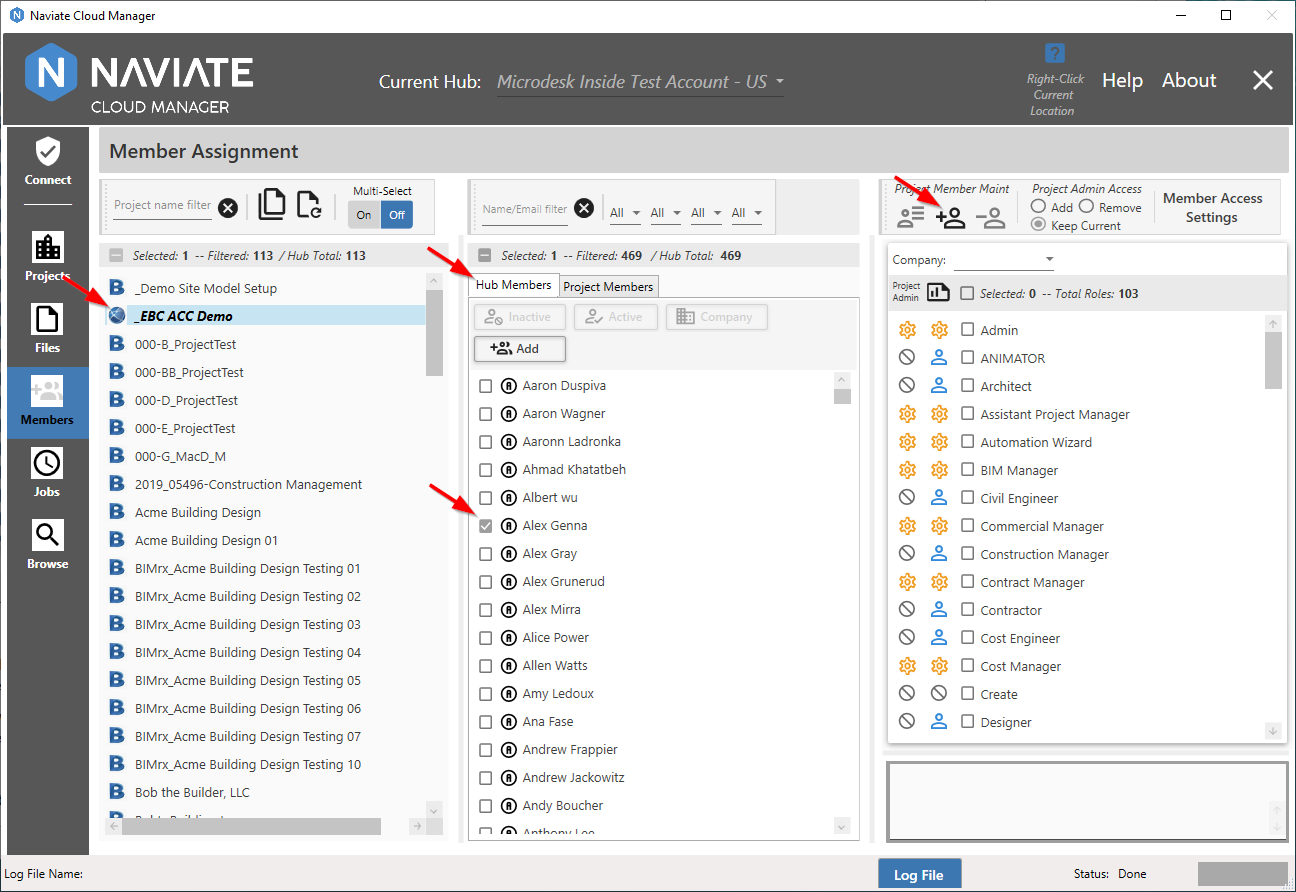 Naviate Cloud Manager
NAVIATE
CLOUD MANAGER
Current Hub: Microdesk Inside Test Account - US
?
Right-Click
Current
Location
Help
About
Connect
Projects
Files
Members
Jobs
Browse
Member Assignment
Project name filter
Multi-Select
On
Off
Selected: 1 -- Filtered: 113 / Hub Total: 113
B _Demo Site Model Setup
_EBC ACC Demo
B 000-B_ProjectTest
B 000-BB_ProjectTest
B 000-D_ProjectTest
B 000-E_ProjectTest
B 000-G_MacD_M
B 2019_05496-Construction Management
B Acme Building Design
B Acme Building Design 01
B BIMrx_Acme Building Design Testing 01
B BIMrx_Acme Building Design Testing 02
B BIMrx_Acme Building Design Testing 03
B BIMrx_Acme Building Design Testing 04
B BIMrx_Acme Building Design Testing 05
B BIMrx_Acme Building Design Testing 06
B BIMrx_Acme Building Design Testing 07
B BIMrx_Acme Building Design Testing 10
B Bob the Builder, LLC
Name/Email filter
All
All
All
All
Selected: 1 -- Filtered: 469 / Hub Total: 469
Hub Members
Project Members
Inactive
Active
Company
Add
A Aaron Duspiva
A Aaron Wagner
A Aaronn Ladronka
A Ahmad Khatatbeh
A Albert wu
A Alex Genna
A Alex Gray
A Alex Grunerud
A Alex Mirra
A Alice Power
A Allen Watts
A Amy Ledoux
A Ana Fase
A Andrew Frappier
A Andrew Jackowitz
A Andy Boucher
A Anthony Lee
Project Member Maint
Project Admin Access
Add
Remove
Keep Current
Member Access
Settings
Company:
Project
Admin
Selected: 0 -- Total Roles: 103
Admin
ANIMATOR
Architect
Assistant Project Manager
Automation Wizard
BIM Manager
Civil Engineer
Commercial Manager
Construction Manager
Contract Manager
Contractor
Cost Engineer
Cost Manager
Create
Designer
Log File Name:
Log File
Status: Done